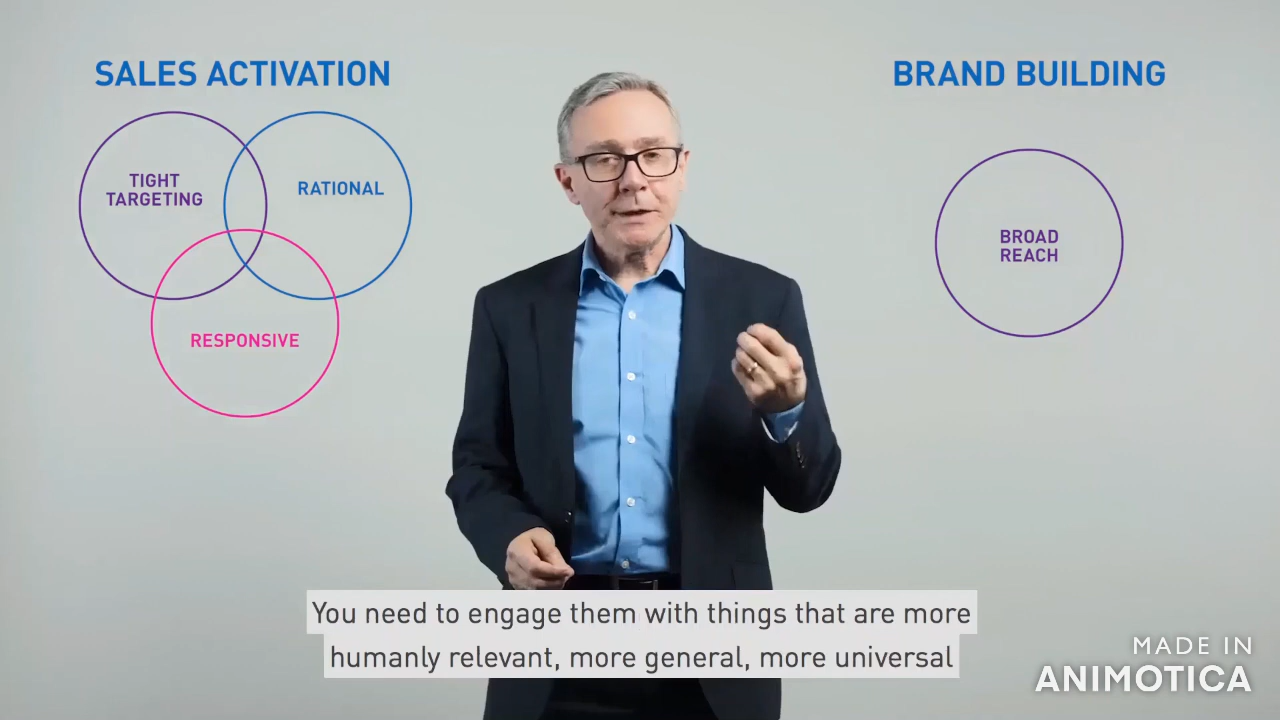 SALES ACTIVATION
TIGHT
TARGETING
RATIONAL
RESPONSIVE
BRAND BUILDING
BROAD
REACH
You need to engage them with things that are more
humanly relevant, more general, more universal
MADE IN
ANIMOTICA